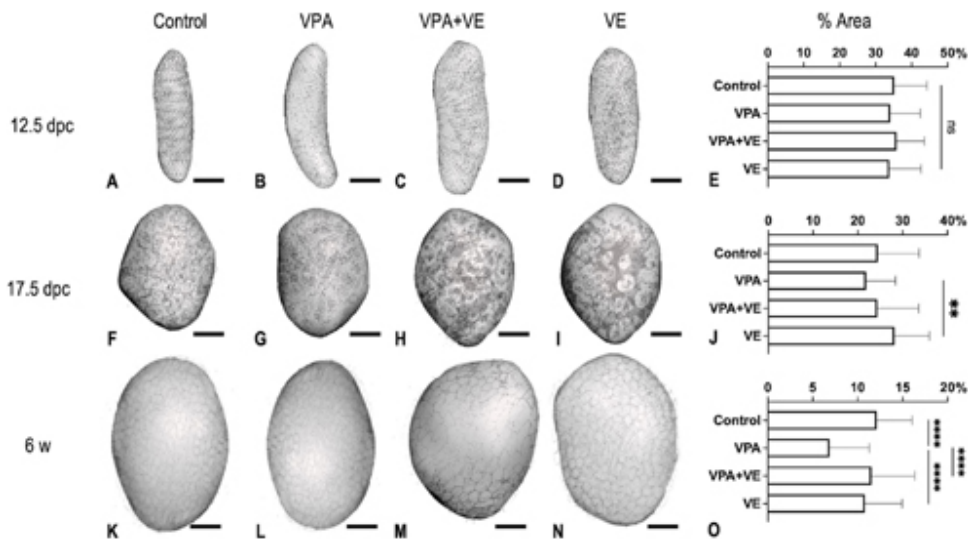 Control VPA VPA+VE VE % Area
12.5 dpc
A B C D E
0 10 20 30 40 50%
Control
VPA
VPA+VE
VE
ns
17.5 dpc
F G H I J
0 10 20 30 40%
Control
VPA
VPA+VE
VE
**
6 w
K L M N O
0 5 10 15 20%
Control
VPA
VPA+VE
VE
****
****
****